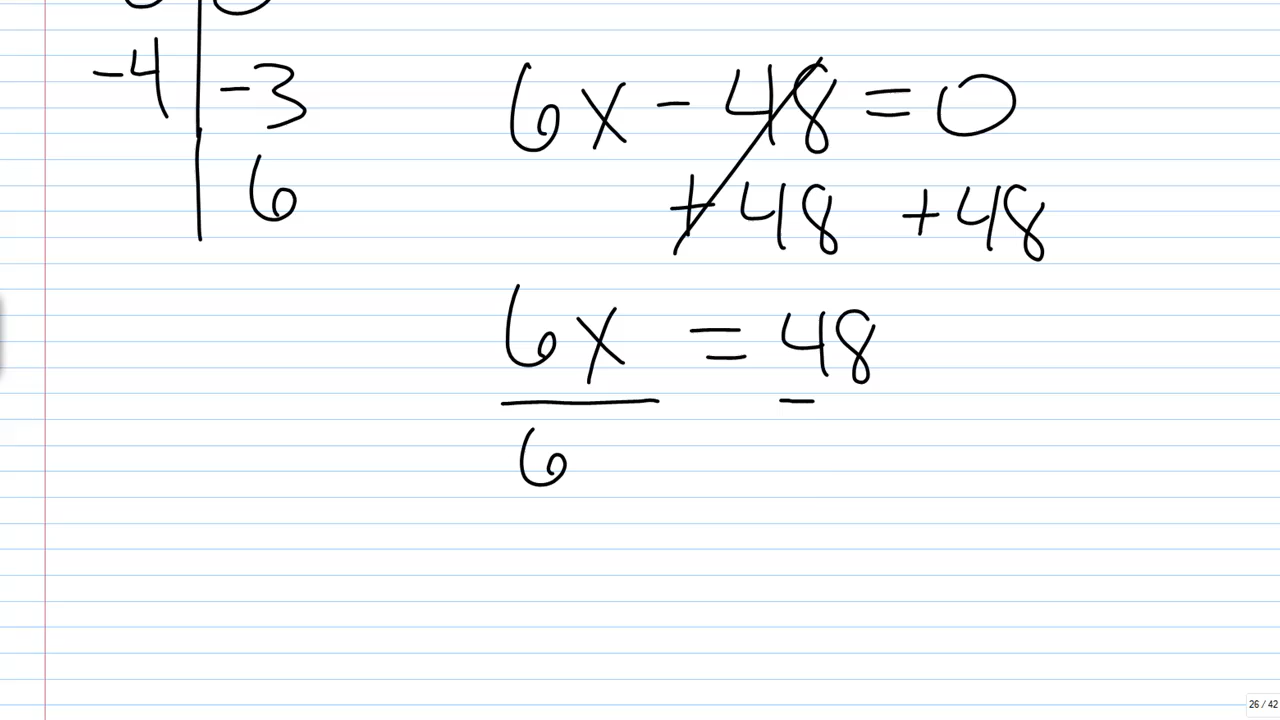 -4 | -3
6
6x - 48 = 0
+ 48 + 48
6x = 48
6
26 / 42